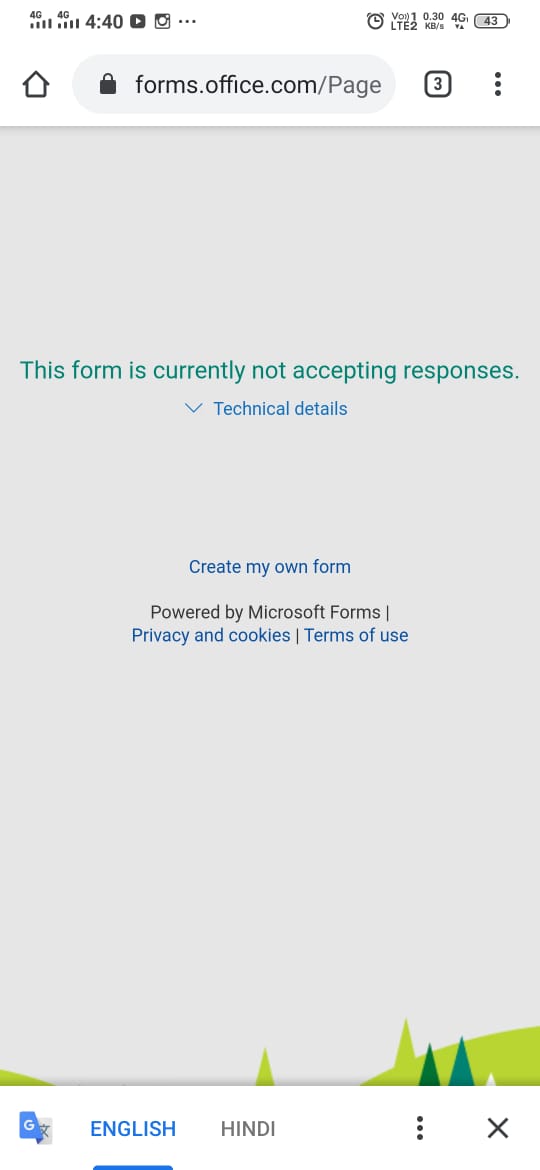 4G 4G 4:40 ... Vo) 1 LTE2 0.30 KB/s 4G 43
forms.office.com/Page 3
This form is currently not accepting responses.
Technical details
Create my own form
Powered by Microsoft Forms |
Privacy and cookies | Terms of use
G 文 ENGLISH HINDI